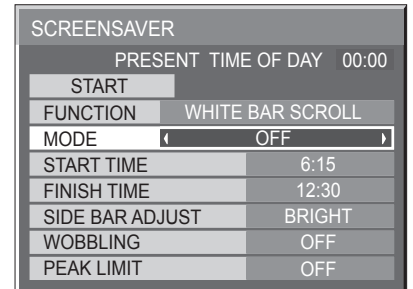 SCREENSAVER
PRESENT TIME OF DAY 00:00
START
FUNCTION WHITE BAR SCROLL
MODE OFF
START TIME 6:15
FINISH TIME 12:30
SIDE BAR ADJUST BRIGHT
WOBBLING OFF
PEAK LIMIT OFF